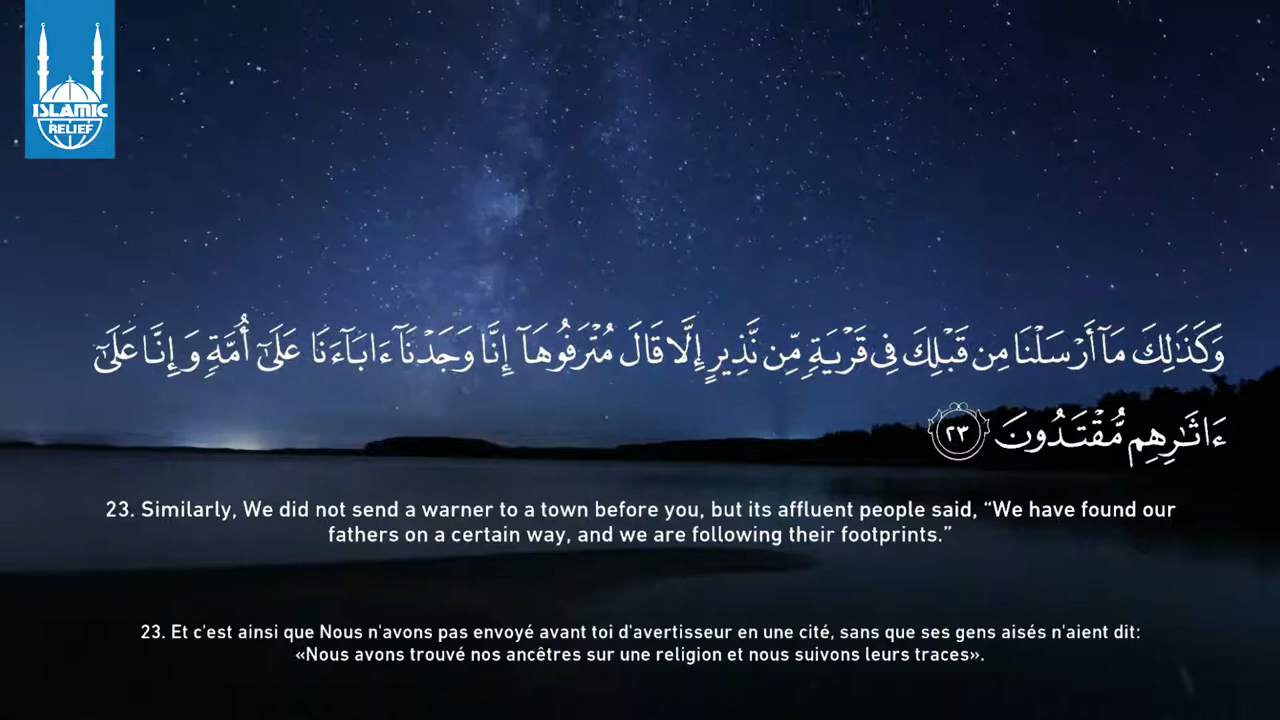 ISLAMIC
RELIEF
وَكَذَٰلِكَ مَآ أَرْسَلْنَا مِن قَبْلِكَ فِى قَرْيَةٍ مِّن نَّذِيرٍ إِلَّا قَالَ مُتْرَفُوهَآ إِنَّا وَجَدْنَآ ءَابَآءَنَا عَلَىٰٓ أُمَّةٍ وَإِنَّا عَلَىٰٓ
ءَاثَٰرِهِم مُّقْتَدُونَ ٢٣
23. Similarly, We did not send a warner to a town before you, but its affluent people said, “We have found our
fathers on a certain way, and we are following their footprints.”
23. Et c'est ainsi que Nous n'avons pas envoyé avant toi d'avertisseur en une cité, sans que ses gens aisés n'aient dit:
«Nous avons trouvé nos ancêtres sur une religion et nous suivons leurs traces».